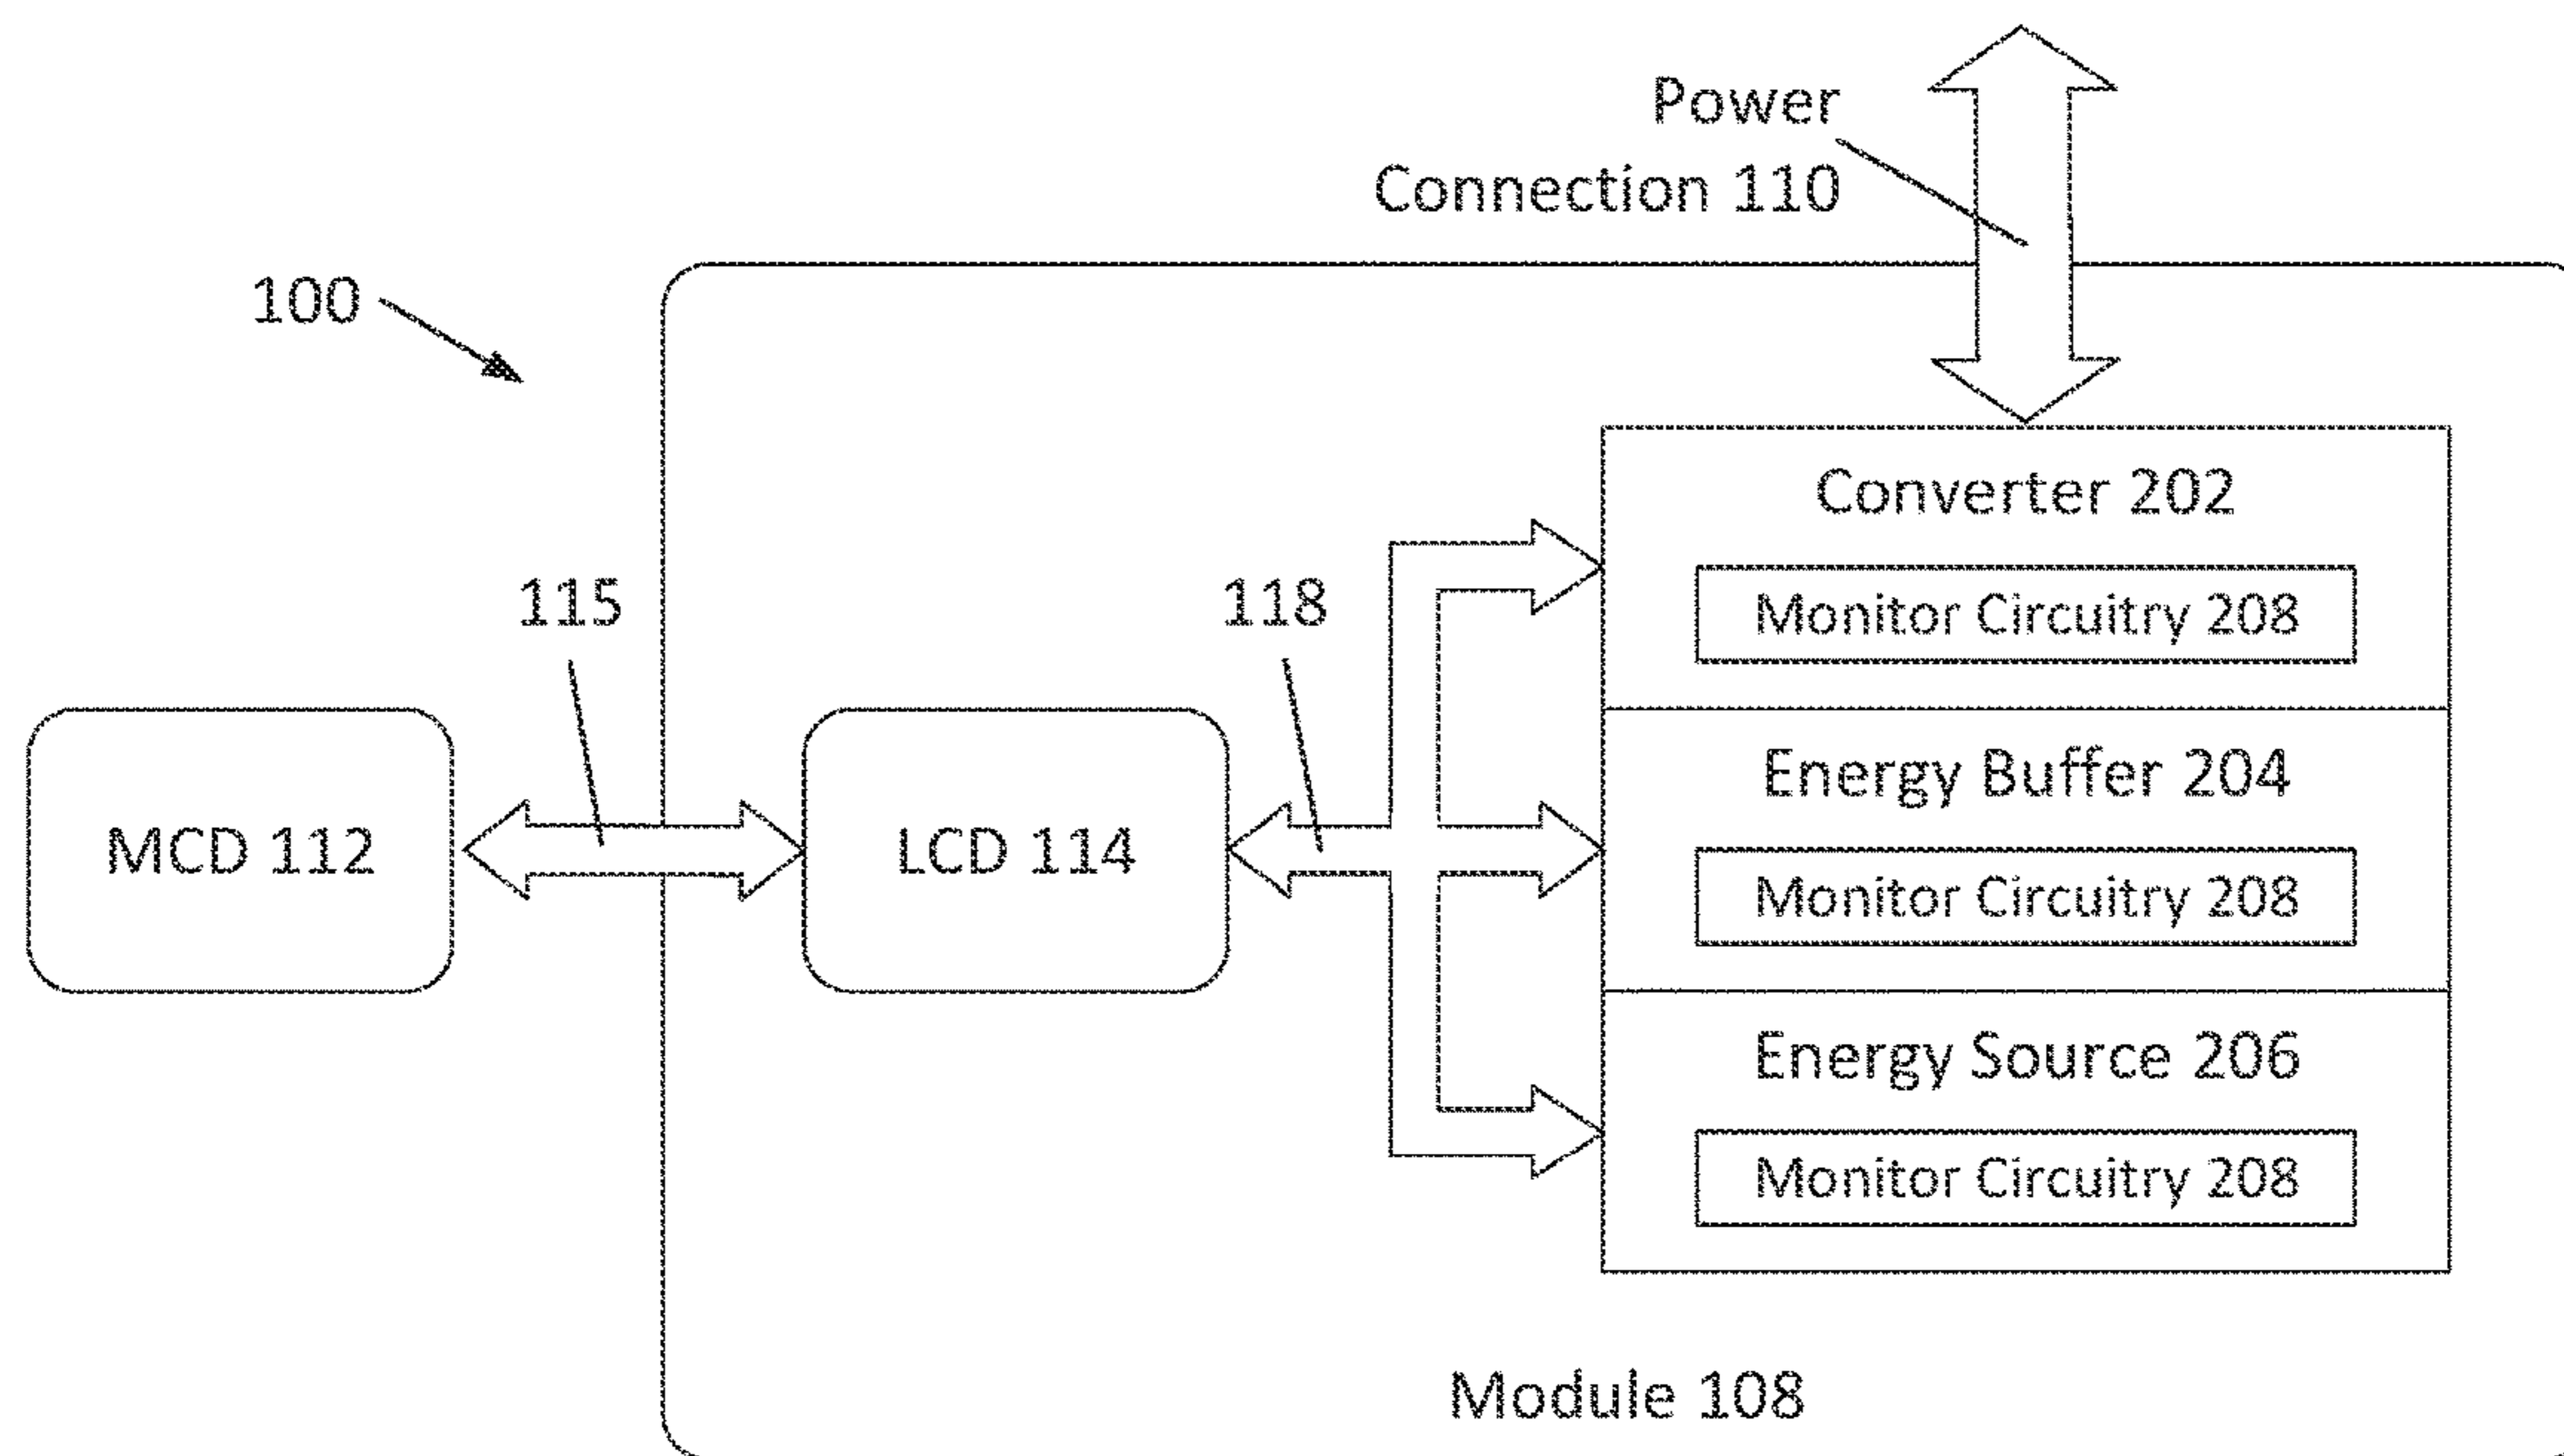 Power
Connection 110
100
Converter 202
115
118
Monitor Circuitry 208
MCD 112
LCD 114
Energy Buffer 204
Monitor Circuitry 208
Energy Source 206
Monitor Circuitry 208
Module 108